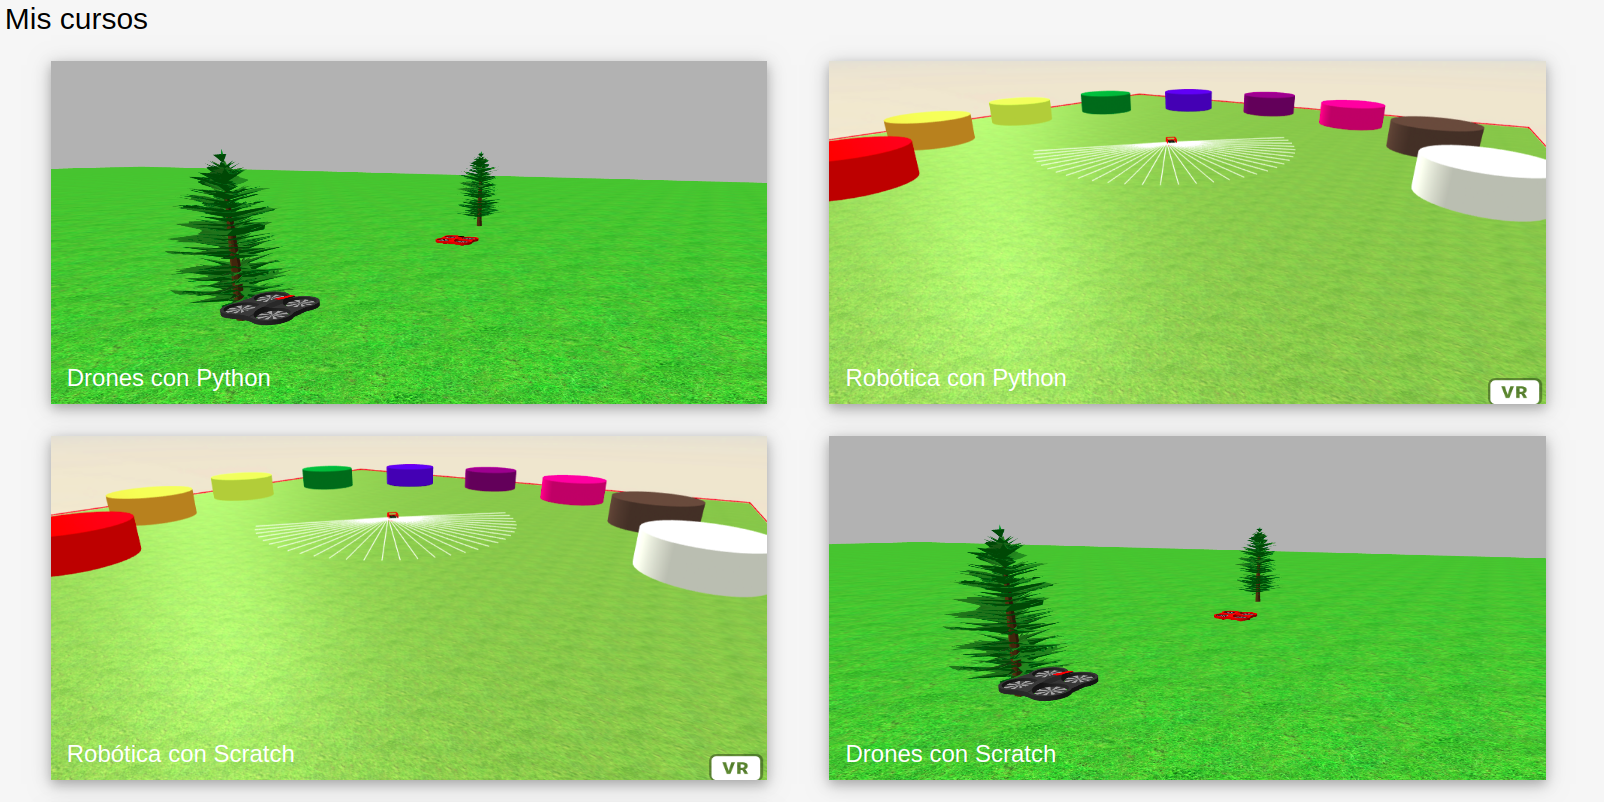 Mis cursos
Drones con Python
Robótica con Python
VR
Robótica con Scratch
VR
Drones con Scratch